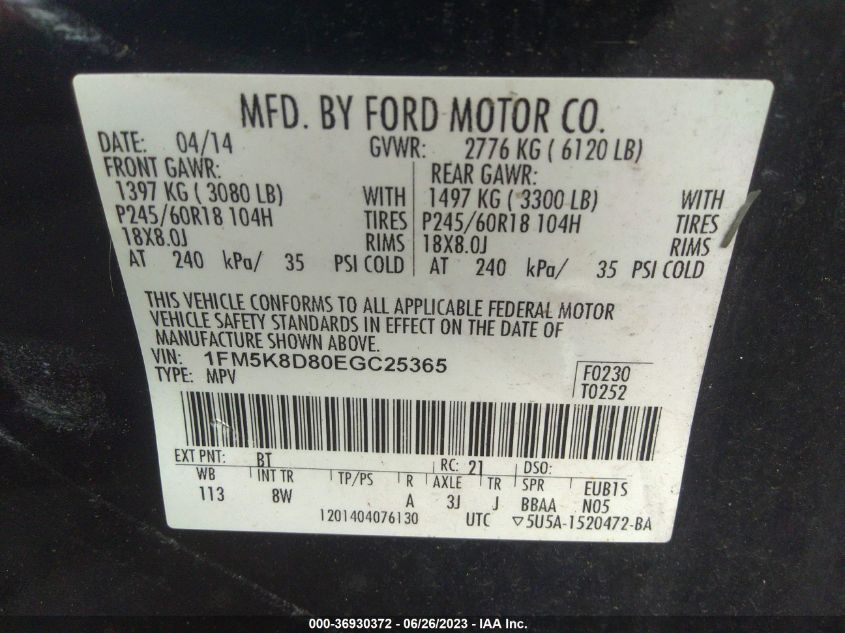 MFD. BY FORD MOTOR CO.
DATE: 04/14 GVWR: 2776 KG ( 6120 LB)
FRONT GAWR: REAR GAWR:
1397 KG ( 3080 LB) WITH 1497 KG ( 3300 LB) WITH
P245/60R18 104H TIRES P245/60R18 104H TIRES
18X8.0J RIMS 18X8.0J RIMS
AT 240 kPa/ 35 PSI COLD AT 240 kPa/ 35 PSI COLD
THIS VEHICLE CONFORMS TO ALL APPLICABLE FEDERAL MOTOR
VEHICLE SAFETY STANDARDS IN EFFECT ON THE DATE OF
MANUFACTURE SHOWN ABOVE.
VIN: 1FM5K8D80EGC25365
TYPE: MPV
F0230
T0252
EXT PNT: BT RC: 21 DSO:
WB INT TR TP/PS R AXLE TR SPR EUB1S
113 8W A 3J J BBAA N05
1201404076130 UTC ▽5U5A-1520472-BA
000-36930372 - 06/26/2023 - IAA Inc.